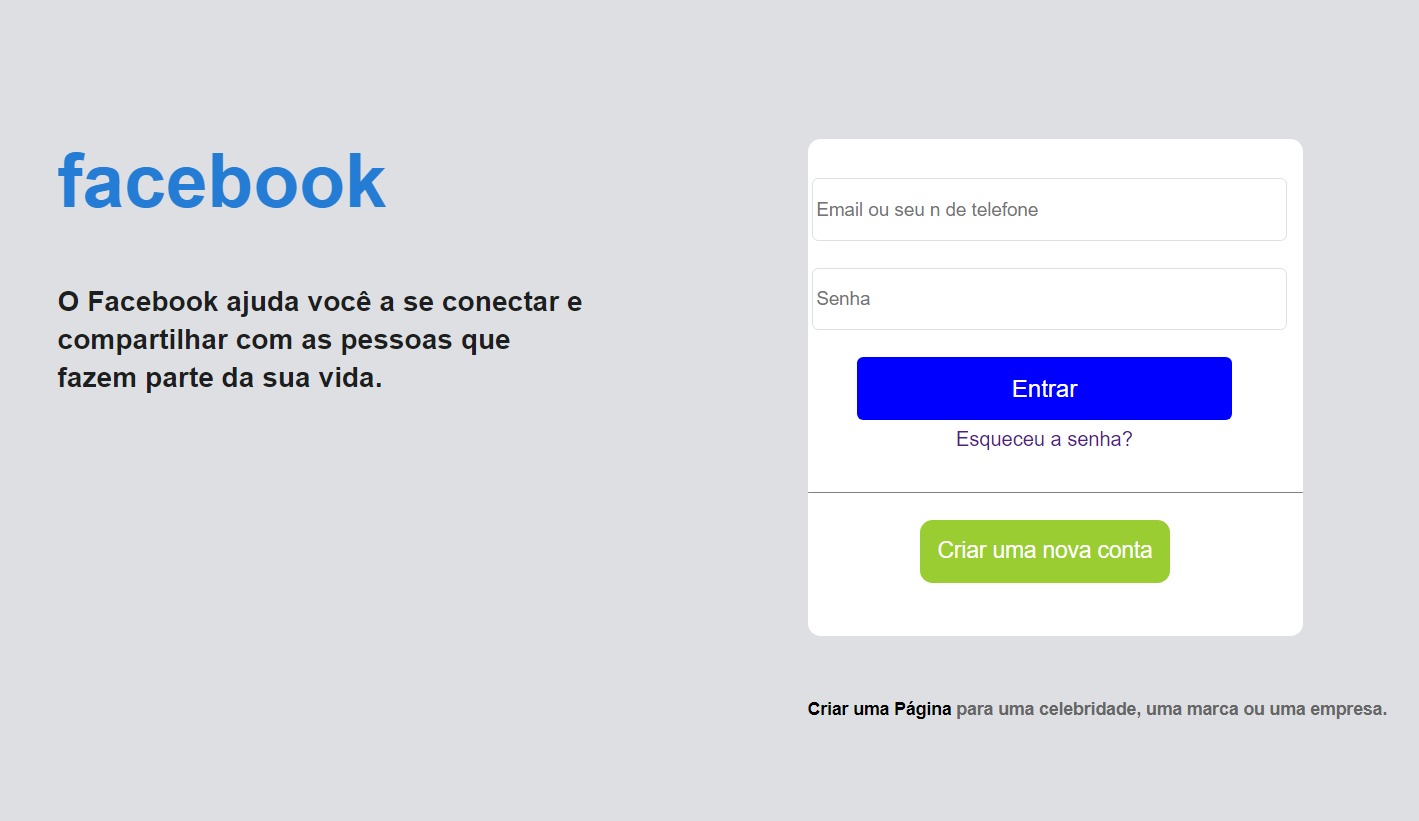 facebook
O Facebook ajuda você a se conectar e
compartilhar com as pessoas que
fazem parte da sua vida.
Email ou seu n de telefone
Senha
Entrar
Esqueceu a senha?
Criar uma nova conta
Criar uma Página para uma celebridade, uma marca ou uma empresa.